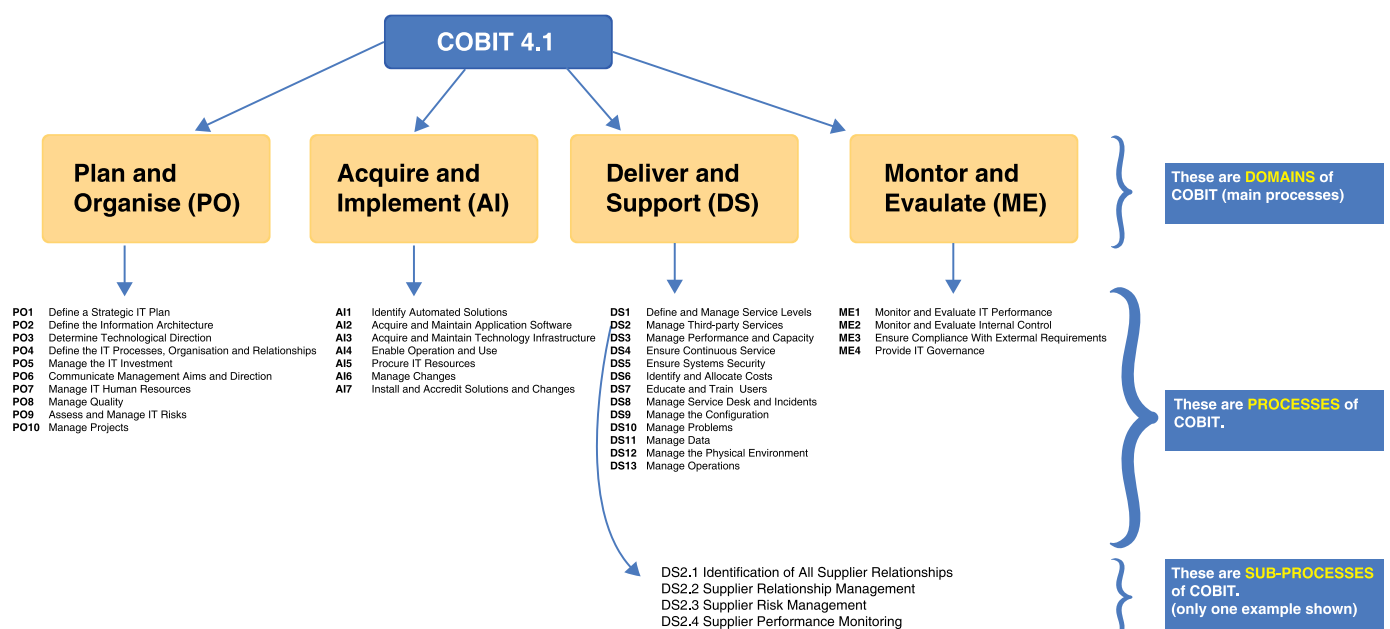 COBIT 4.1
Plan and
Organise (PO)
Acquire and
Implement (AI)
Deliver and
Support (DS)
Montor and
Evaulate (ME)
These are DOMAINS of
COBIT (main processes)
PO1 Define a Strategic IT Plan
PO2 Define the Information Architecture
PO3 Determine Technological Direction
PO4 Define the IT Processes, Organisation and Relationships
PO5 Manage the IT Investment
PO6 Communicate Management Aims and Direction
PO7 Manage IT Human Resources
PO8 Manage Quality
PO9 Assess and Manage IT Risks
PO10 Manage Projects
AI1 Identify Automated Solutions
AI2 Acquire and Maintain Application Software
AI3 Acquire and Maintain Technology Infrastructure
AI4 Enable Operation and Use
AI5 Procure IT Resources
AI6 Manage Changes
AI7 Install and Accredit Solutions and Changes
DS1 Define and Manage Service Levels
DS2 Manage Third-party Services
DS3 Manage Performance and Capacity
DS4 Ensure Continuous Service
DS5 Ensure Systems Security
DS6 Identify and Allocate Costs
DS7 Educate and Train Users
DS8 Manage Service Desk and Incidents
DS9 Manage the Configuration
DS10 Manage Problems
DS11 Manage Data
DS12 Manage the Physical Environment
DS13 Manage Operations
ME1 Monitor and Evaluate IT Performance
ME2 Monitor and Evaluate Internal Control
ME3 Ensure Compliance With External Requirements
ME4 Provide IT Governance
These are PROCESSES of
COBIT.
DS2.1 Identification of All Supplier Relationships
DS2.2 Supplier Relationship Management
DS2.3 Supplier Risk Management
DS2.4 Supplier Performance Monitoring
These are SUB-PROCESSES
of COBIT.
(only one example shown)